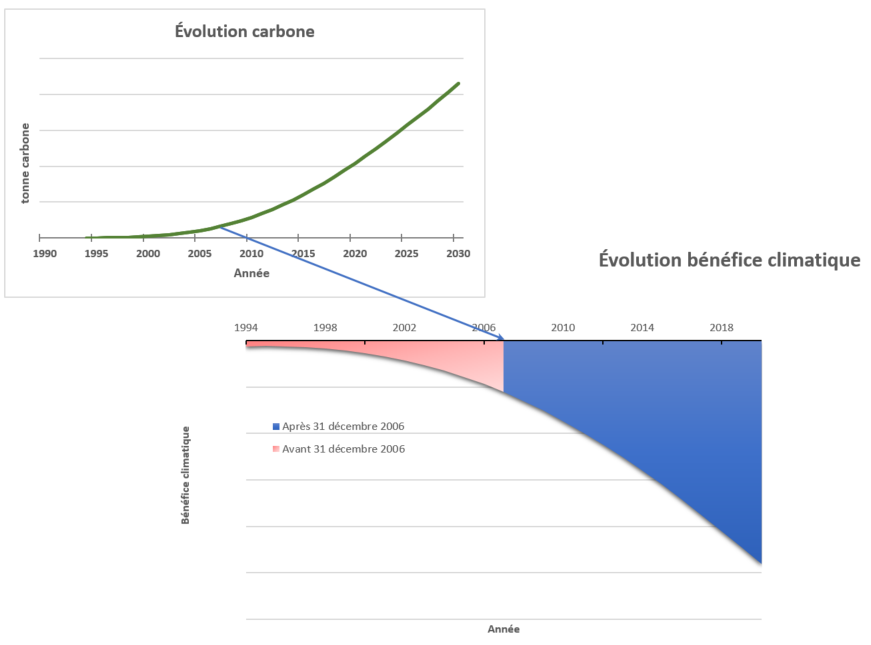 Évolution carbone
tonne carbone
1990 1995 2000 2005 2010 2015 2020 2025 2030
Année
Évolution bénéfice climatique
1994 1998 2002 2006 2010 2014 2018
Après 31 décembre 2006
Avant 31 décembre 2006
Bénéfice climatique
Année